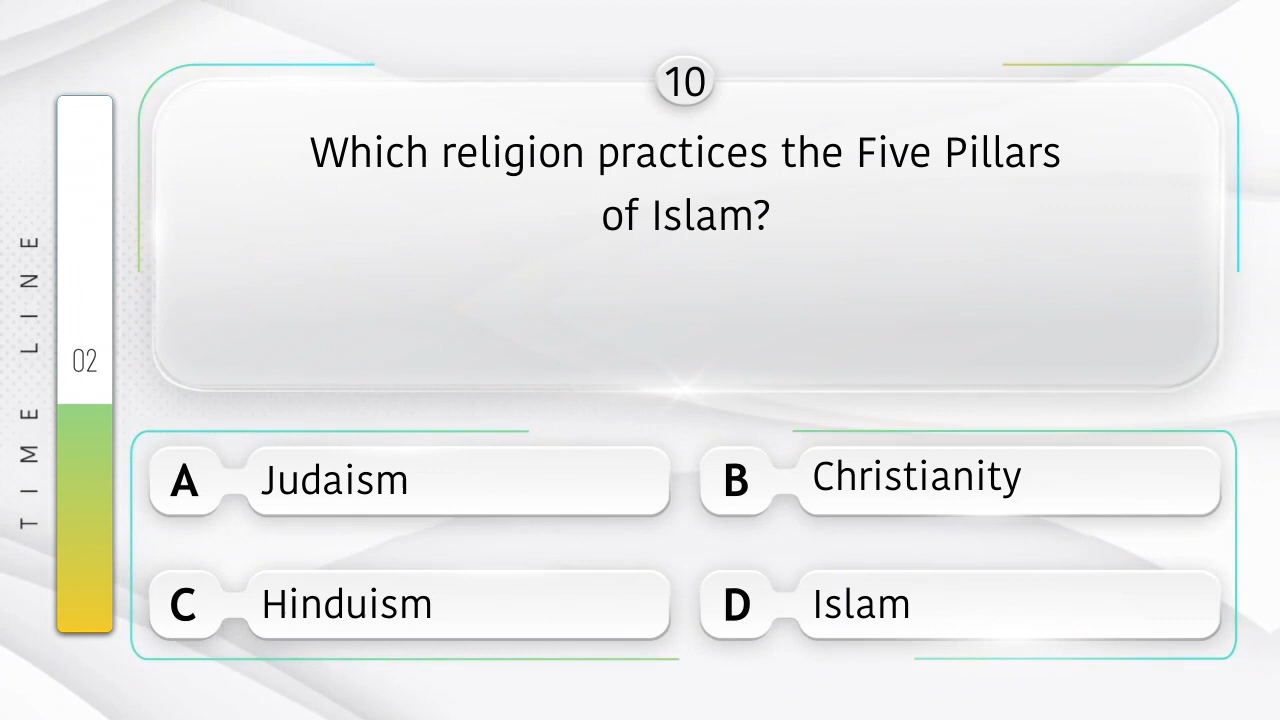 10
Which religion practices the Five Pillars
of Islam?
TIME LINE
02
A Judaism
B Christianity
C Hinduism
D Islam